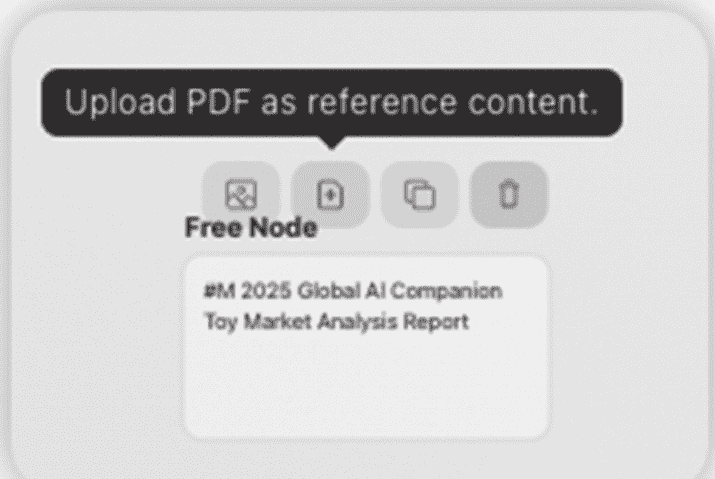 Upload PDF as reference content.
Free Node
#M 2025 Global AI Companion
Toy Market Analysis Report